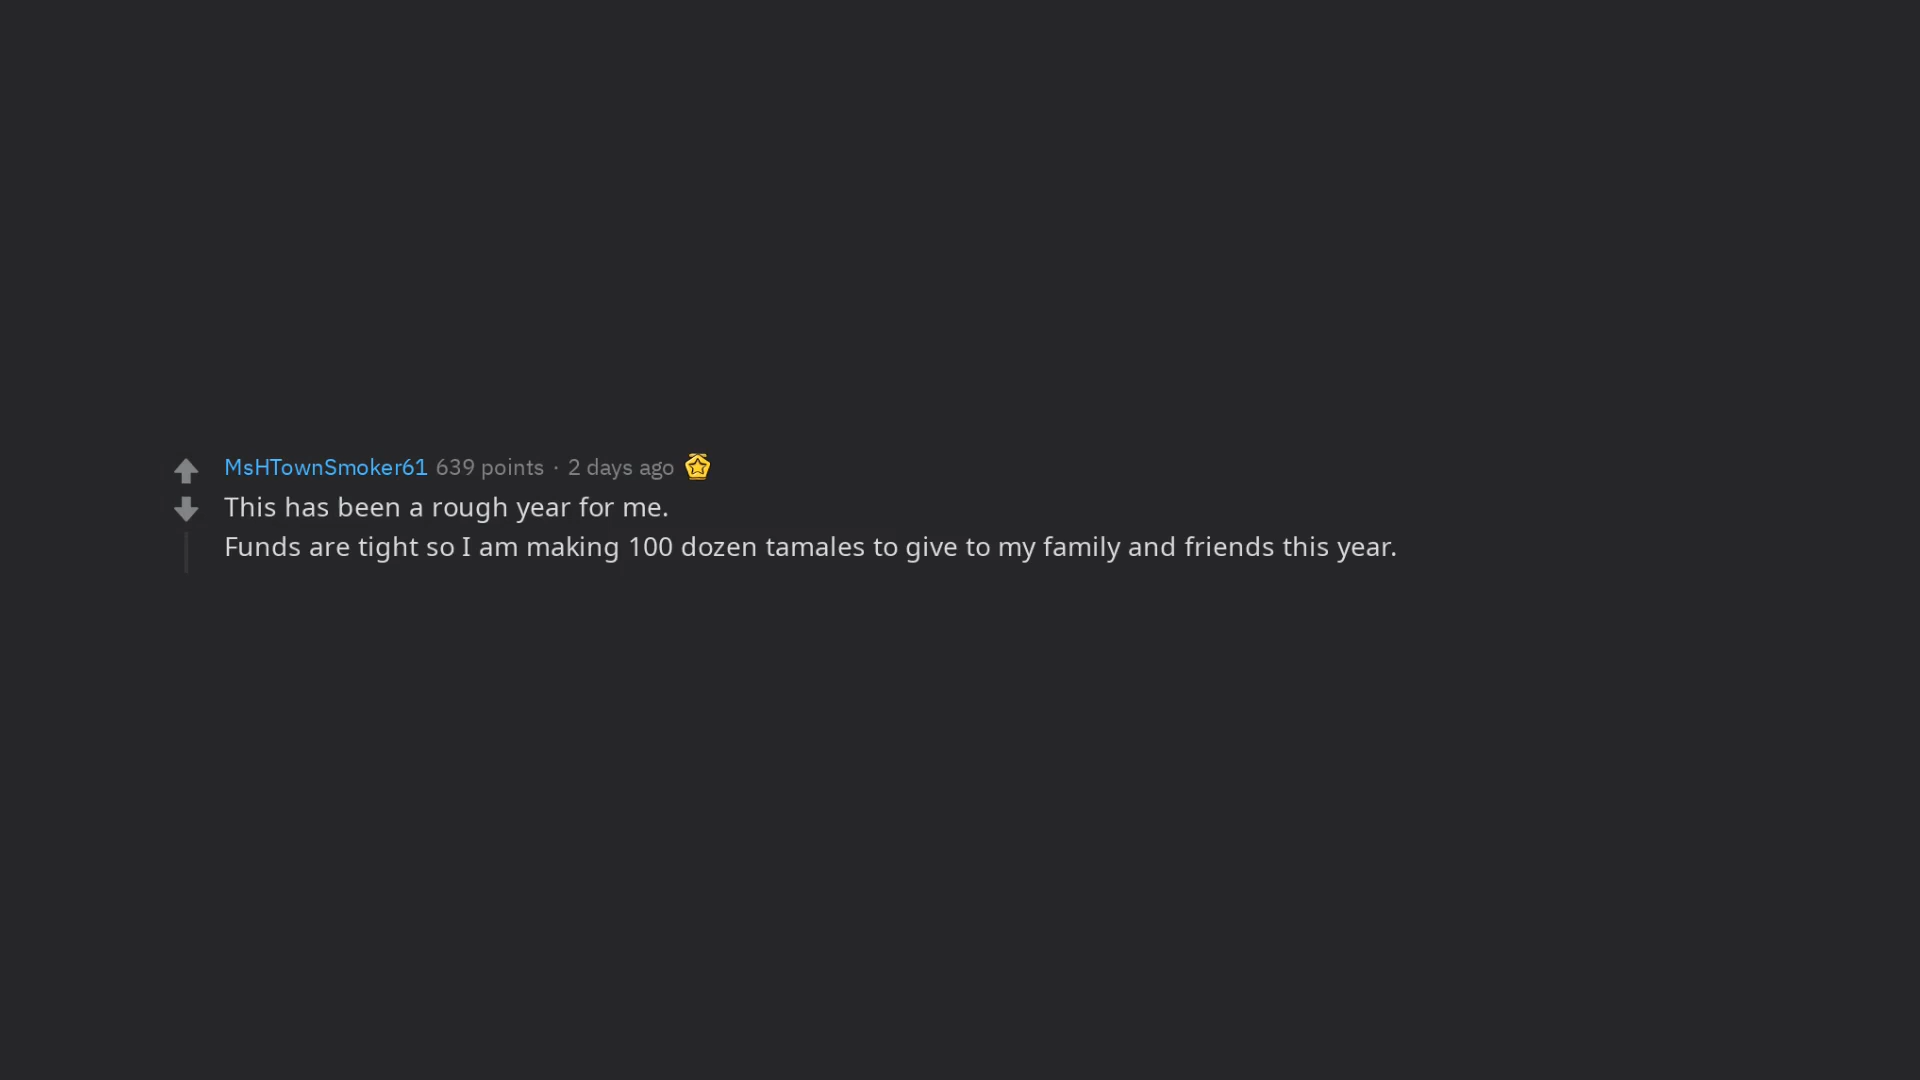 MsHTownSmoker61 639 points · 2 days ago
This has been a rough year for me.
Funds are tight so I am making 100 dozen tamales to give to my family and friends this year.